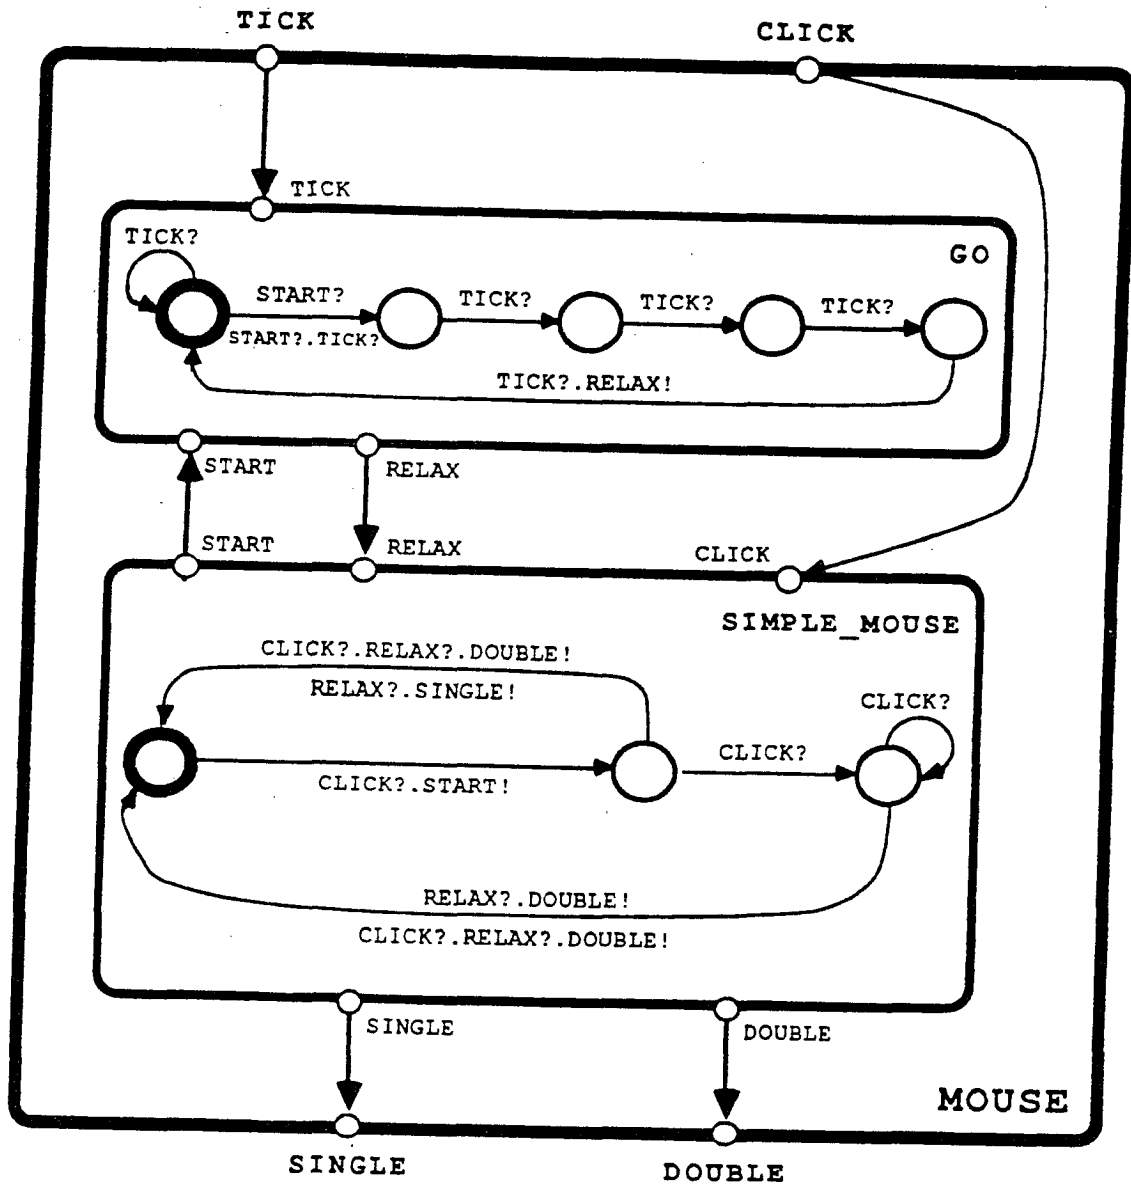 TICK
CLICK
TICK
GO
TICK?
START?
TICK?
TICK?
TICK?
START?.TICK?
TICK?.RELAX!
START
RELAX
START
RELAX
CLICK
SIMPLE_MOUSE
CLICK?.RELAX?.DOUBLE!
RELAX?.SINGLE!
CLICK?
CLICK?
CLICK?.START!
RELAX?.DOUBLE!
CLICK?.RELAX?.DOUBLE!
SINGLE
DOUBLE
MOUSE
SINGLE
DOUBLE